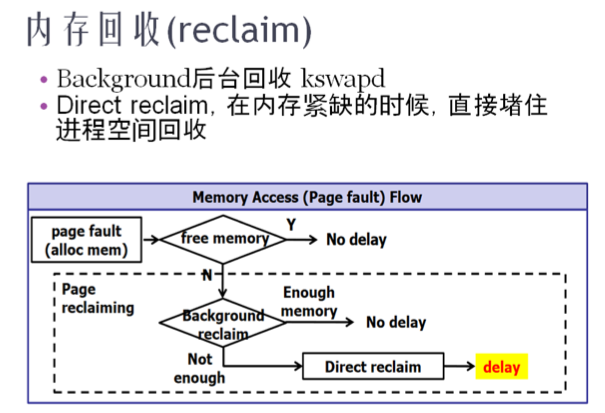 内存回收(reclaim)
• Background后台回收 kswapd
• Direct reclaim, 在内存紧缺的时候, 直接堵住
进程空间回收
Memory Access (Page fault) Flow
page fault
(alloc mem)
free memory
Y
No delay
N
Page
reclaiming
Background
reclaim
Enough
memory
No delay
Not
enough
Direct reclaim
delay